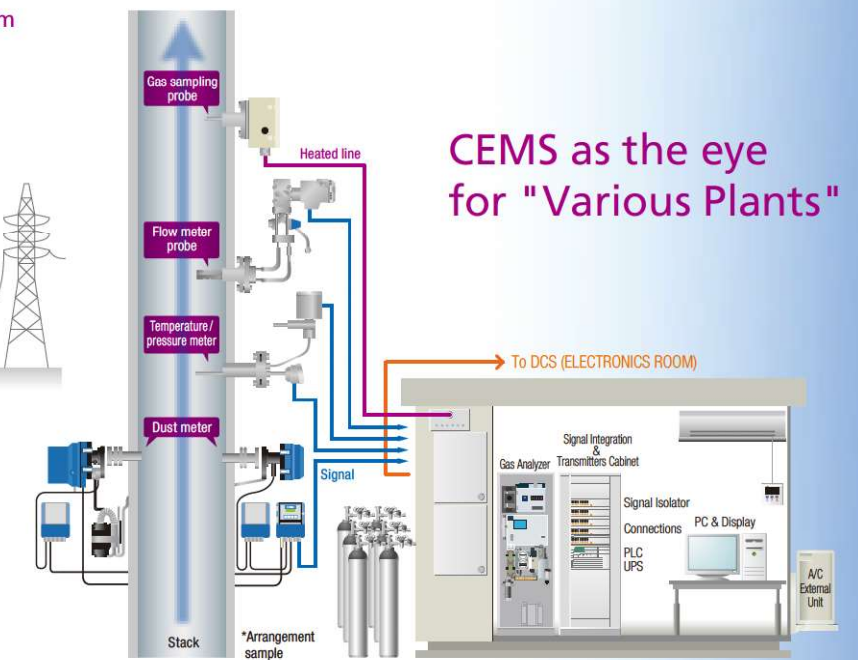 m
Gas sampling
probe
Heated line
CEMS as the eye
for "Various Plants"
Flow meter
probe
Temperature/
pressure meter
To DCS (ELECTRONICS ROOM)
Dust meter
Signal
Gas Analyzer
Signal Integration
&
Transmitters Cabinet
Signal Isolator
Connections
PLC
UPS
PC & Display
A/C
External
Unit
Stack
*Arrangement
sample